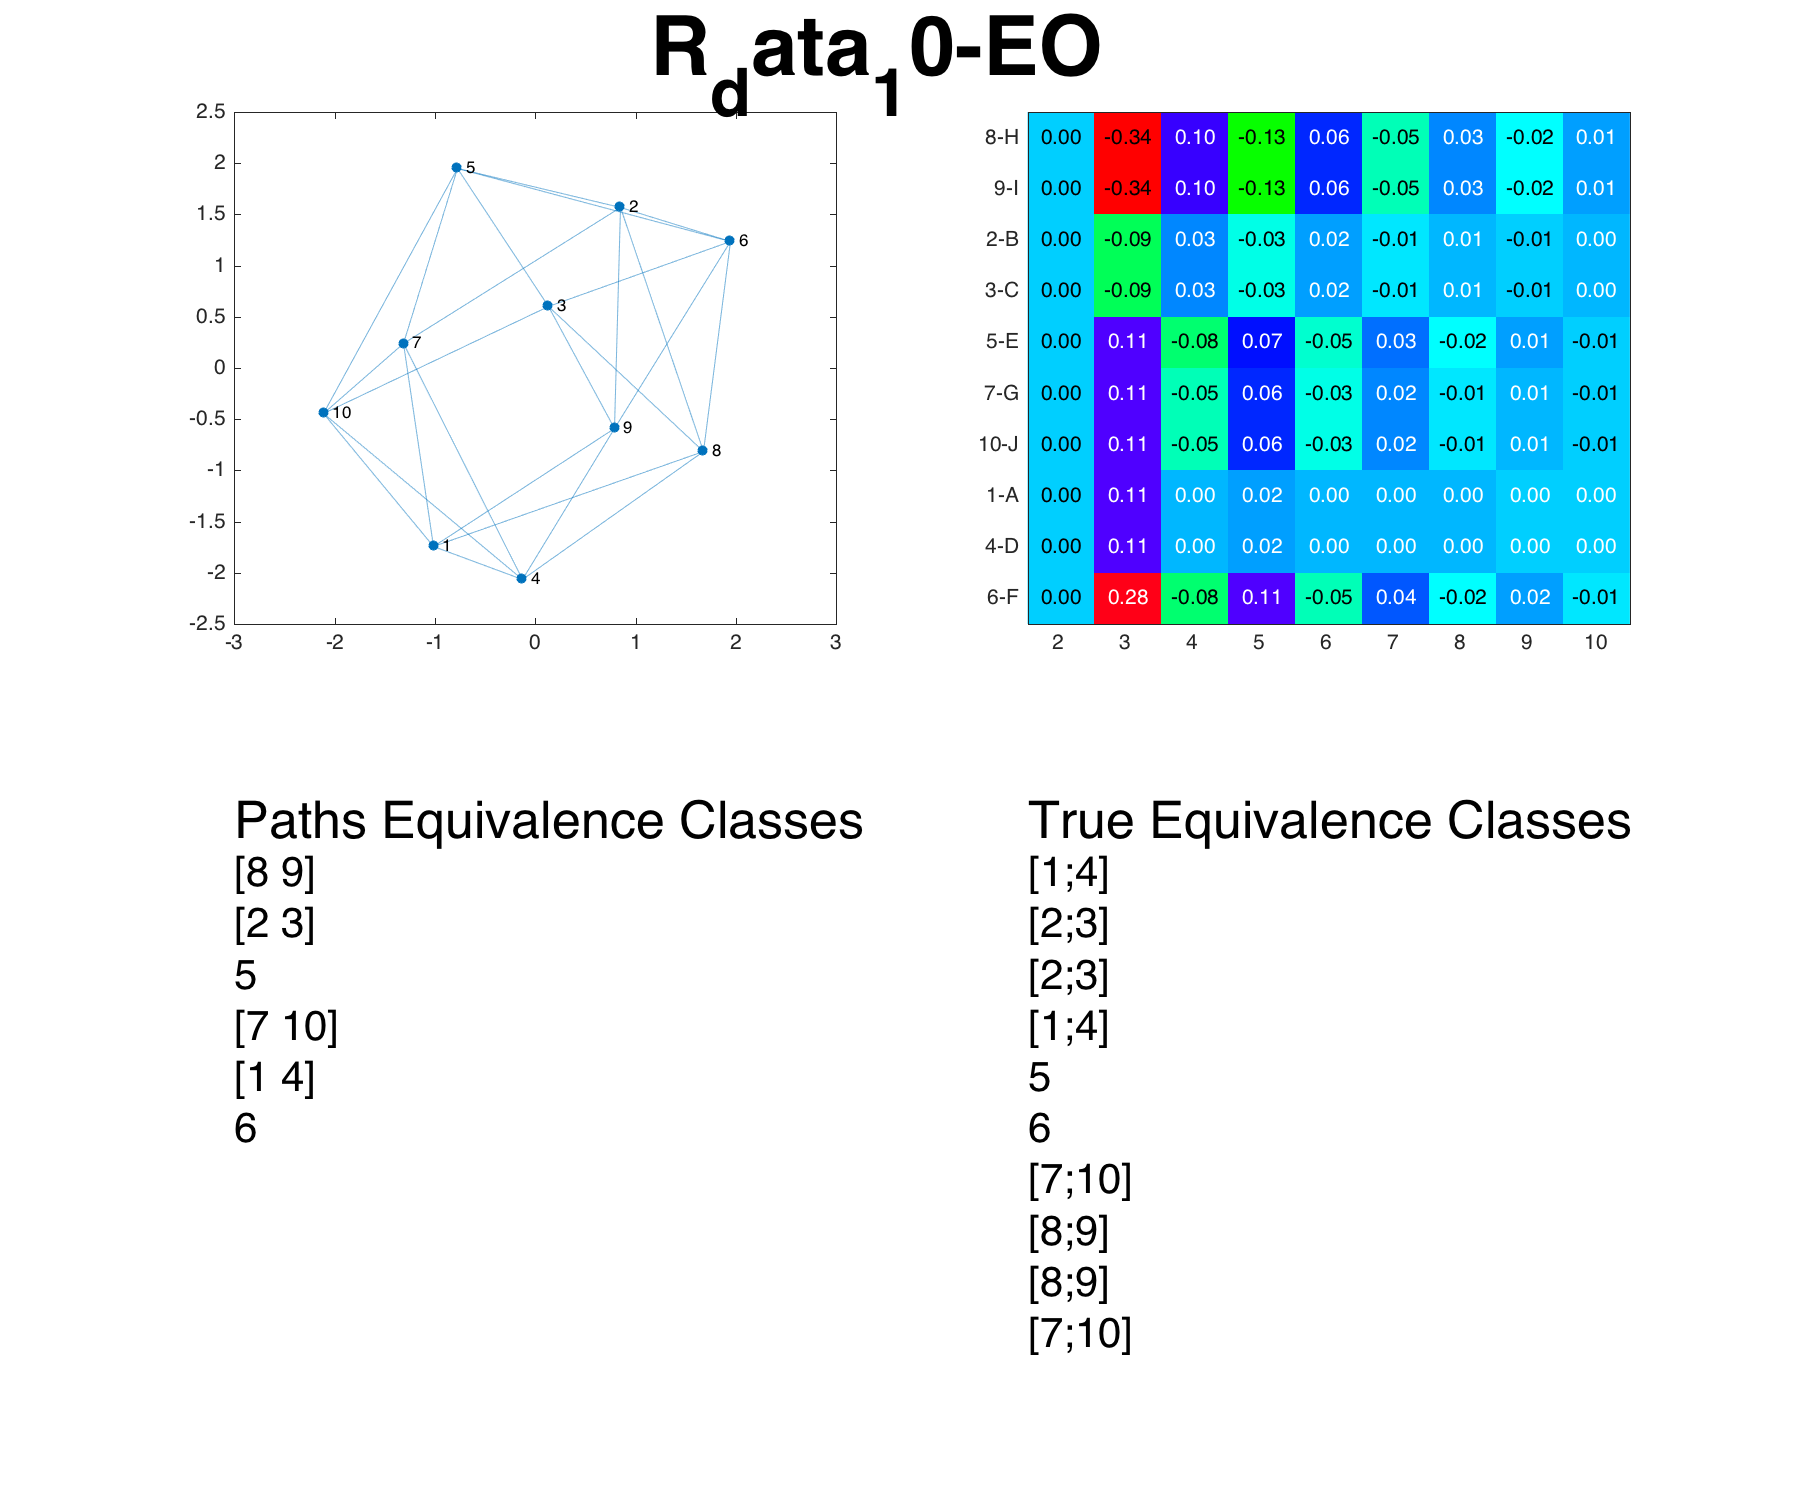 R_data_10-EO
2.5
2
1.5
1
0.5
0
-0.5
-1
-1.5
-2
-2.5
-3 -2 -1 0 1 2 3
5
2
6
3
7
10
9
8
1
4
8-H 0.00 -0.34 0.10 -0.13 0.06 -0.05 0.03 -0.02 0.01
9-I 0.00 -0.34 0.10 -0.13 0.06 -0.05 0.03 -0.02 0.01
2-B 0.00 -0.09 0.03 -0.03 0.02 -0.01 0.01 -0.01 0.00
3-C 0.00 -0.09 0.03 -0.03 0.02 -0.01 0.01 -0.01 0.00
5-E 0.00 0.11 -0.08 0.07 -0.05 0.03 -0.02 0.01 -0.01
7-G 0.00 0.11 -0.05 0.06 -0.03 0.02 -0.01 0.01 -0.01
10-J 0.00 0.11 -0.05 0.06 -0.03 0.02 -0.01 0.01 -0.01
1-A 0.00 0.11 0.00 0.02 0.00 0.00 0.00 0.00 0.00
4-D 0.00 0.11 0.00 0.02 0.00 0.00 0.00 0.00 0.00
6-F 0.00 0.28 -0.08 0.11 -0.05 0.04 -0.02 0.02 -0.01
2 3 4 5 6 7 8 9 10
Paths Equivalence Classes
[8 9]
[2 3]
5
[7 10]
[1 4]
6
True Equivalence Classes
[1;4]
[2;3]
[2;3]
[1;4]
5
6
[7;10]
[8;9]
[8;9]
[7;10]